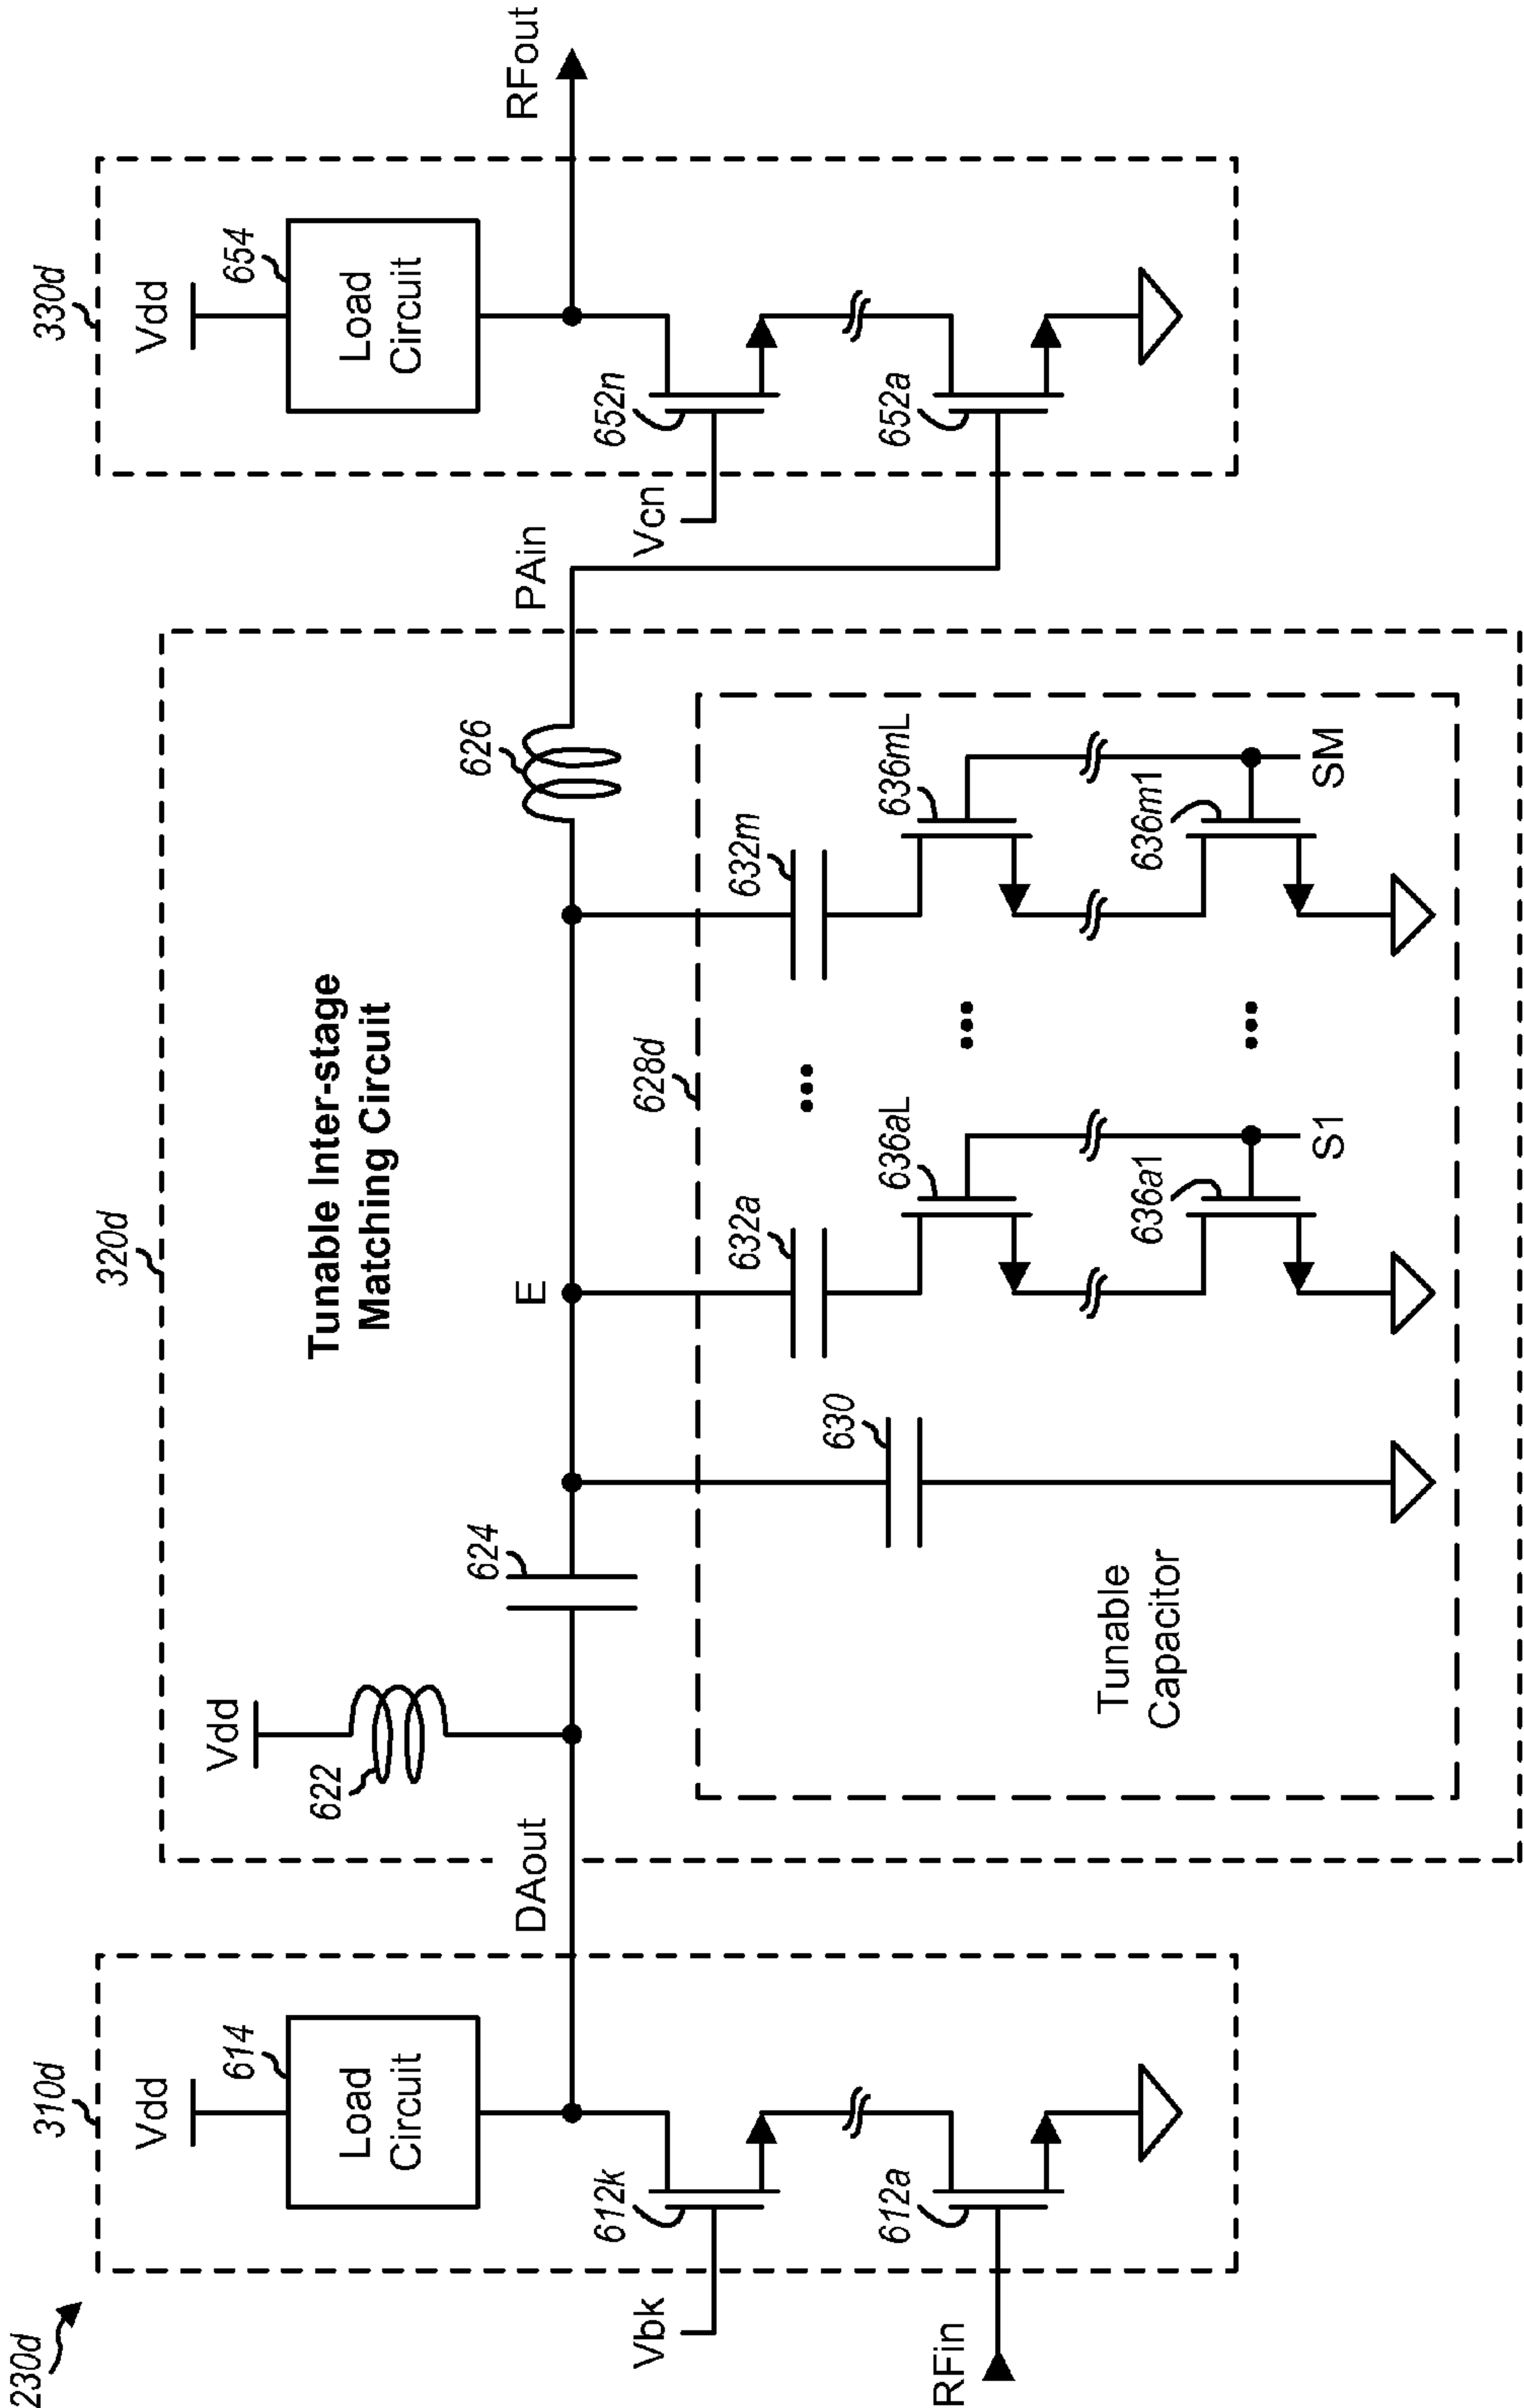 230d
310d
Vdd
614
Load
Circuit
612k
Vbk
612a
RFin
DAout
320d
Tunable Inter-stage
Matching Circuit
Vdd
622
624
E
626
628d
630
632a
632m
636aL
636a1
S1
636mL
636m1
SM
•••
•••
•••
Tunable
Capacitor
PAin
330d
Vdd
654
Load
Circuit
652n
Vcn
652a
RFout